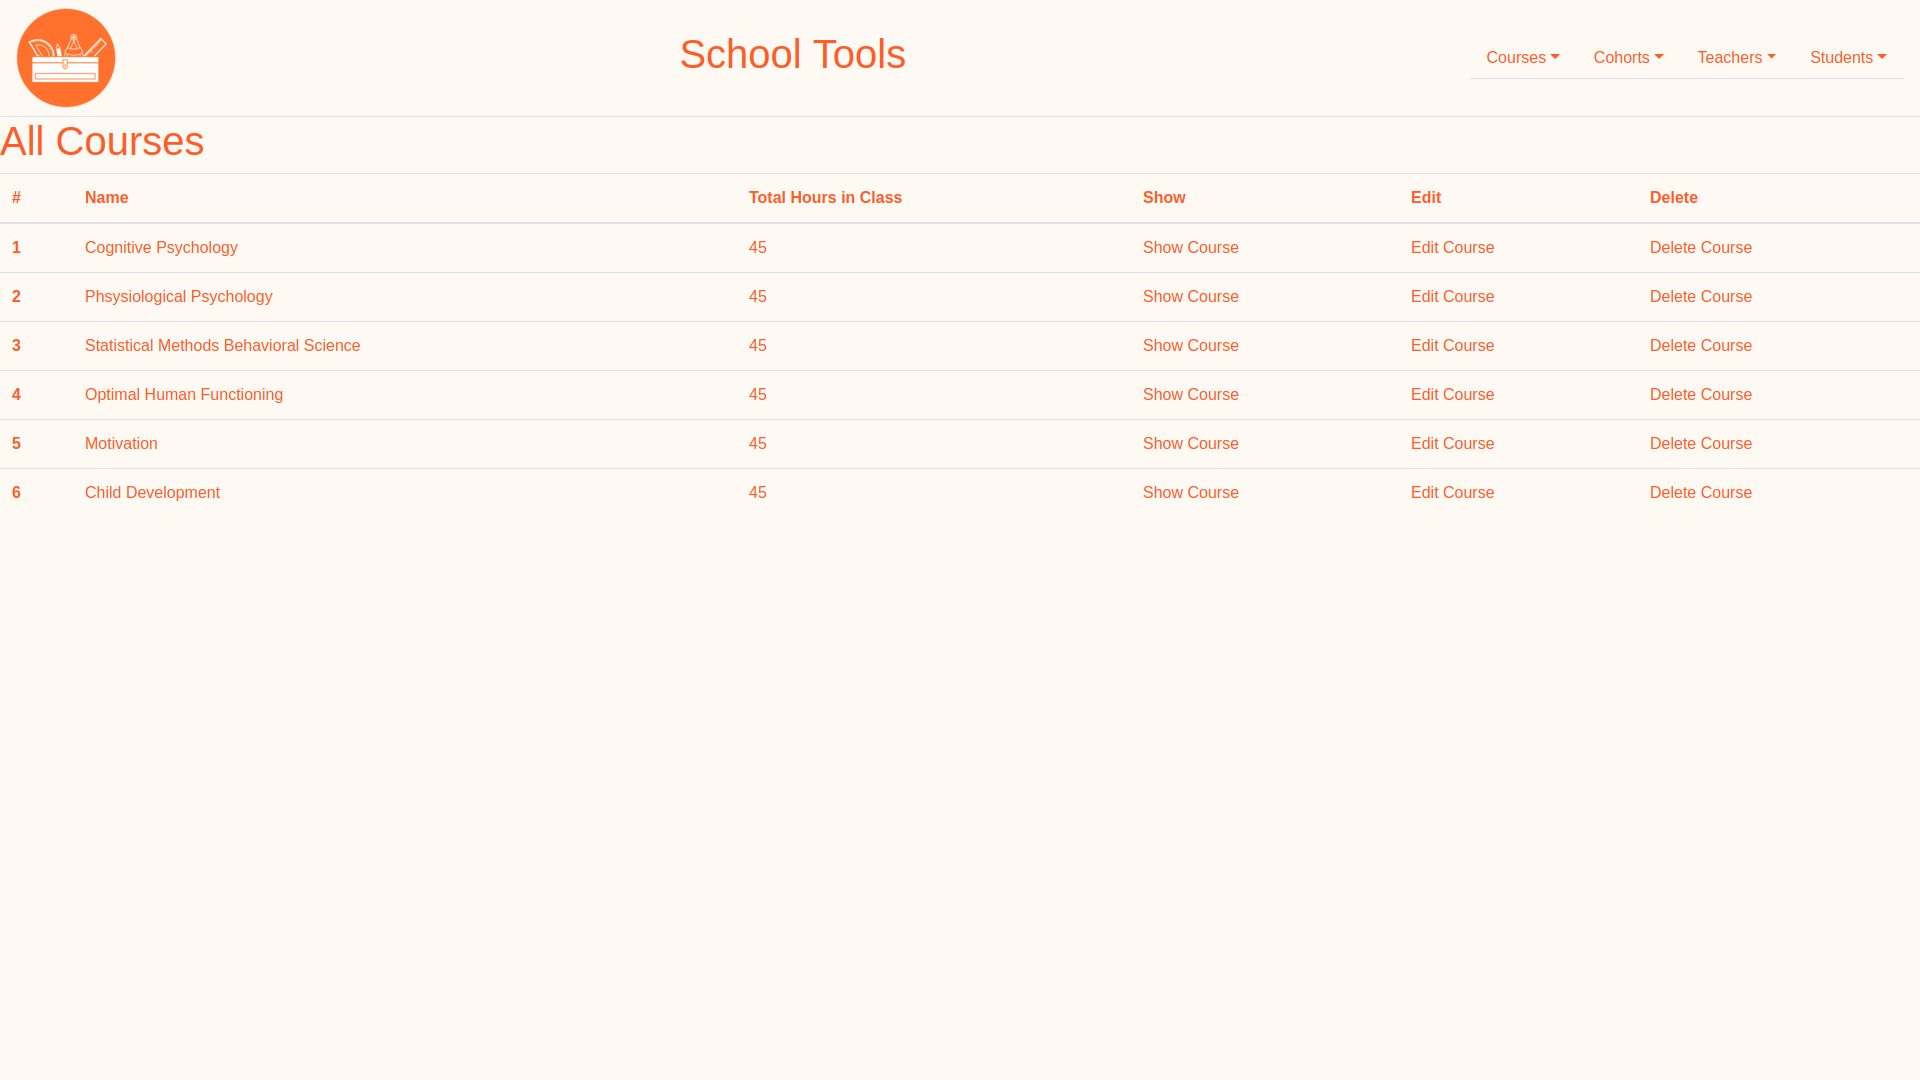 School Tools
Courses Cohorts Teachers Students
All Courses
# Name Total Hours in Class Show Edit Delete
1 Cognitive Psychology 45 Show Course Edit Course Delete Course
2 Phsysiological Psychology 45 Show Course Edit Course Delete Course
3 Statistical Methods Behavioral Science 45 Show Course Edit Course Delete Course
4 Optimal Human Functioning 45 Show Course Edit Course Delete Course
5 Motivation 45 Show Course Edit Course Delete Course
6 Child Development 45 Show Course Edit Course Delete Course